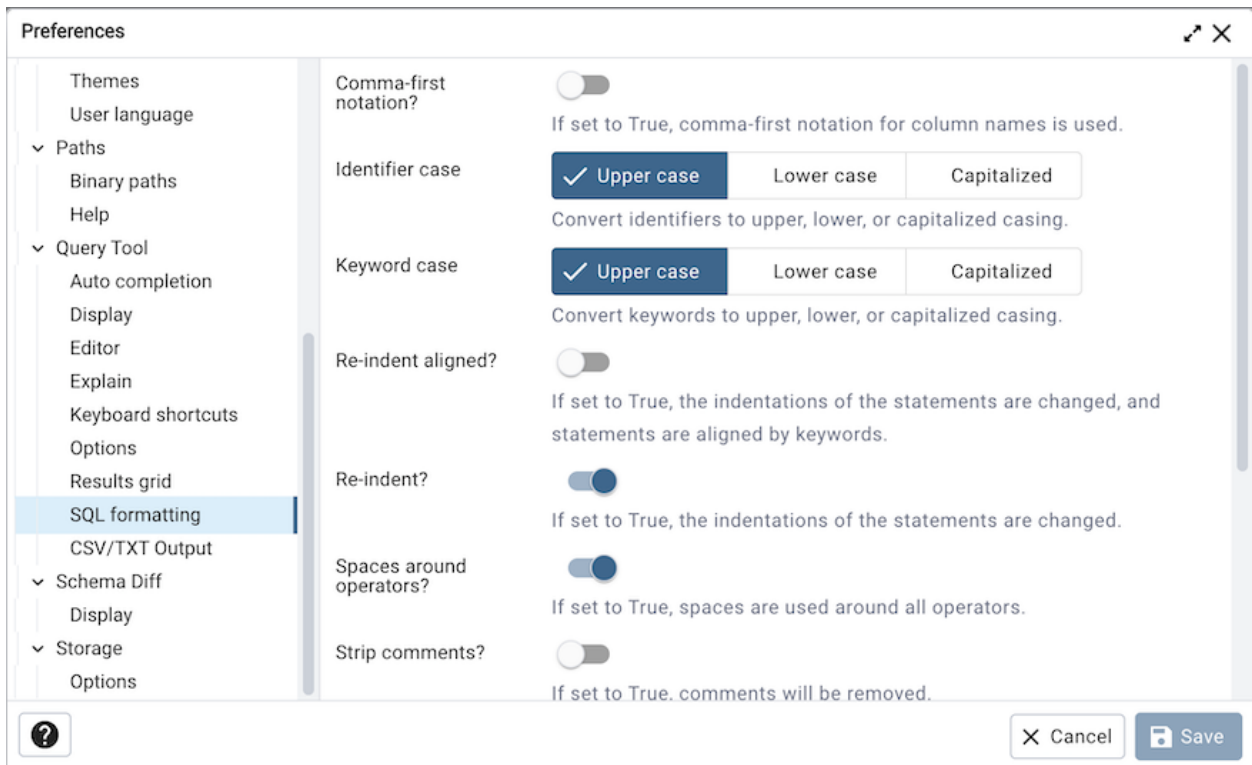 Preferences
Themes
User language
Paths
Binary paths
Help
Query Tool
Auto completion
Display
Editor
Explain
Keyboard shortcuts
Options
Results grid
SQL formatting
CSV/TXT Output
Schema Diff
Display
Storage
Options
Comma-first
notation?
If set to True, comma-first notation for column names is used.
Identifier case
Upper case Lower case Capitalized
Convert identifiers to upper, lower, or capitalized casing.
Keyword case
Upper case Lower case Capitalized
Convert keywords to upper, lower, or capitalized casing.
Re-indent aligned?
If set to True, the indentations of the statements are changed, and
statements are aligned by keywords.
Re-indent?
If set to True, the indentations of the statements are changed.
Spaces around
operators?
If set to True, spaces are used around all operators.
Strip comments?
If set to True, comments will be removed.
?
Cancel Save